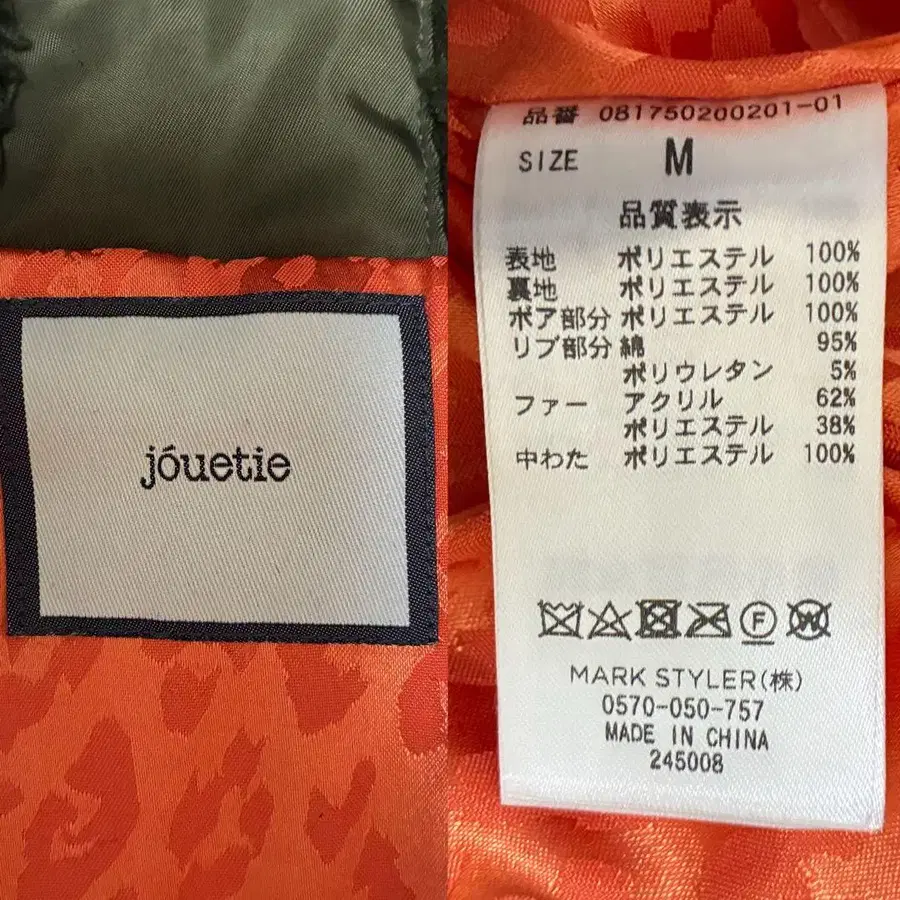 jóuetie
品番 081750200201-01
SIZE M
品質表示
表地 ポリエステル 100%
裏地 ポリエステル 100%
ボア部分 ポリエステル 100%
リブ部分 綿 95%
ポリウレタン 5%
ファー アクリル 62%
ポリエステル 38%
中わた ポリエステル 100%
F W
MARK STYLER(株)
0570-050-757
MADE IN CHINA
245008